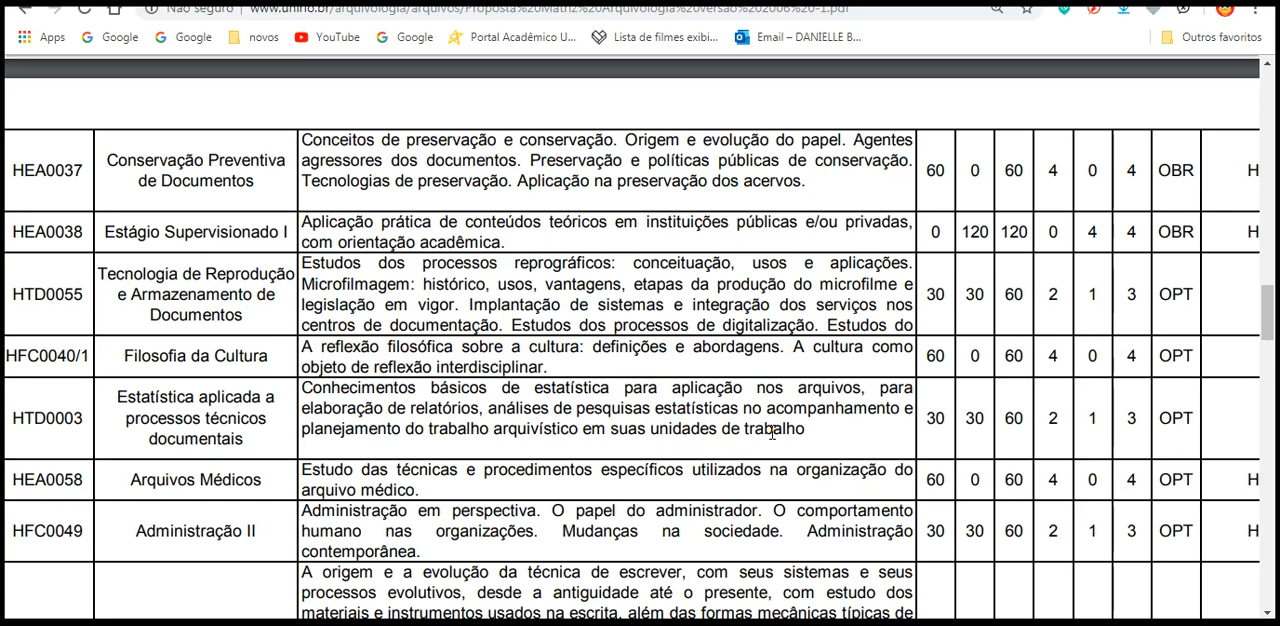 Não seguro
www.unirio.br/arquivologia/arquivos/Proposta%20Matriz%20Arquivologia%20versão%202006%20-1.pdf
Apps Google Google novos YouTube Google Portal Acadêmico U... Lista de filmes exibi... Email – DANIELLE B... Outros favoritos
HEA0037
Conservação Preventiva
de Documentos
Conceitos de preservação e conservação. Origem e evolução do papel. Agentes
agressores dos documentos. Preservação e políticas públicas de conservação.
Tecnologias de preservação. Aplicação na preservação dos acervos.
60 0 60 4 0 4 OBR H
HEA0038
Estágio Supervisionado I
Aplicação prática de conteúdos teóricos em instituições públicas e/ou privadas,
com orientação acadêmica.
0 120 120 0 4 4 OBR H
HTD0055
Tecnologia de Reprodução
e Armazenamento de
Documentos
Estudos dos processos reprográficos: conceituação, usos e aplicações.
Microfilmagem: histórico, usos, vantagens, etapas da produção do microfilme e
legislação em vigor. Implantação de sistemas e integração dos serviços nos
centros de documentação. Estudos dos processos de digitalização. Estudos do
30 30 60 2 1 3 OPT
HFC0040/1
Filosofia da Cultura
A reflexão filosófica sobre a cultura: definições e abordagens. A cultura como
objeto de reflexão interdisciplinar.
60 0 60 4 0 4 OPT
HTD0003
Estatística aplicada a
processos técnicos
documentais
Conhecimentos básicos de estatística para aplicação nos arquivos, para
elaboração de relatórios, análises de pesquisas estatísticas no acompanhamento e
planejamento do trabalho arquivístico em suas unidades de trabalho
30 30 60 2 1 3 OPT
HEA0058
Arquivos Médicos
Estudo das técnicas e procedimentos específicos utilizados na organização do
arquivo médico.
60 0 60 4 0 4 OPT H
HFC0049
Administração II
Administração em perspectiva. O papel do administrador. O comportamento
humano nas organizações. Mudanças na sociedade. Administração
contemporânea.
30 30 60 2 1 3 OPT H
A origem e a evolução da técnica de escrever, com seus sistemas e seus
processos evolutivos, desde a antiguidade até o presente, com estudo dos
materiais e instrumentos usados na escrita, além das formas mecânicas típicas de